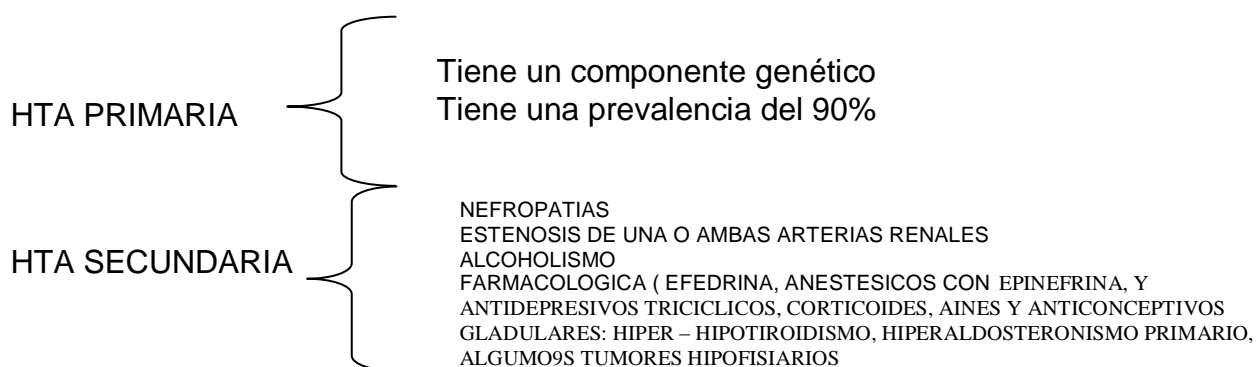 HTA PRIMARIA
Tiene un componente genético
Tiene una prevalencia del 90%
HTA SECUNDARIA
NEFROPATIAS
ESTENOSIS DE UNA O AMBAS ARTERIAS RENALES
ALCOHOLISMO
FARMACOLOGICA ( EFEDRINA, ANESTESICOS CON EPINEFRINA, Y
ANTIDEPRESIVOS TRICICLICOS, CORTICOIDES, AINES Y ANTICONCEPTIVOS
GLADULARES: HIPER – HIPOTIROIDISMO, HIPERALDOSTERONISMO PRIMARIO,
ALGUMO9S TUMORES HIPOFISIARIOS